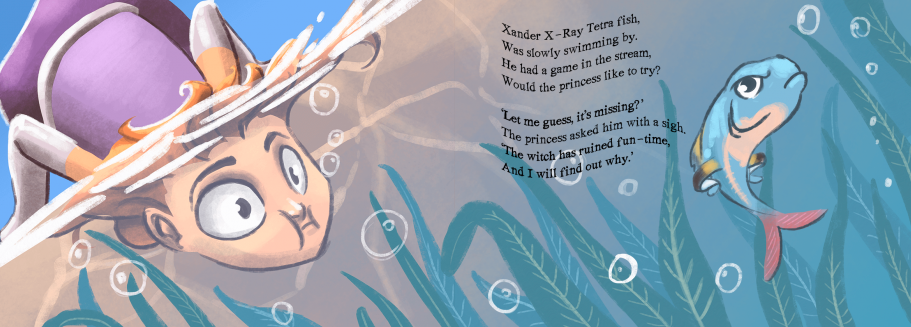 Xander X-Ray Tetra fish,
Was slowly swimming by.
He had a game in the stream,
Would the princess like to try?
'Let me guess, it's missing?'
The princess asked him with a sigh.
'The witch has ruined fun-time,
And I will find out why.'